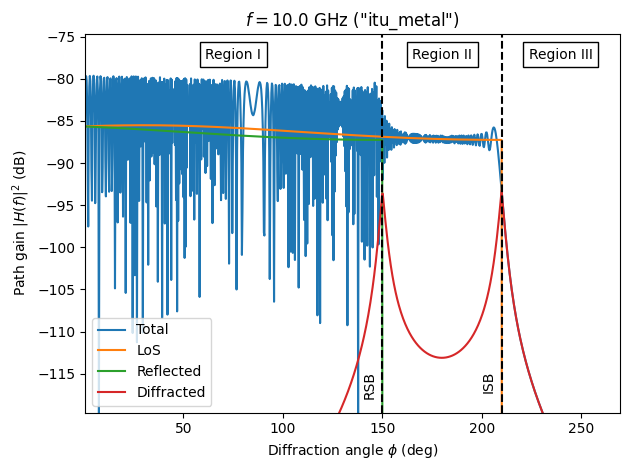 f = 10.0 GHz ("itu_metal")
Region I
Region II
Region III
−75
−80
−85
−90
−95
−100
−105
−110
−115
Path gain |H(f)|² (dB)
Total
LoS
Reflected
Diffracted
RSB
ISB
50
100
150
200
250
Diffraction angle ϕ (deg)